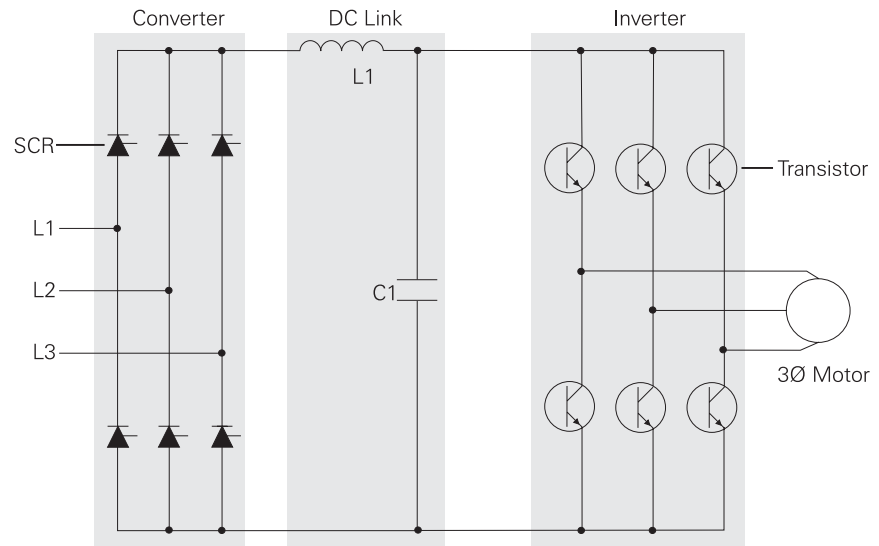 Converter
DC Link
Inverter
L1
SCR
Transistor
L1
L2
C1
L3
3Ø Motor